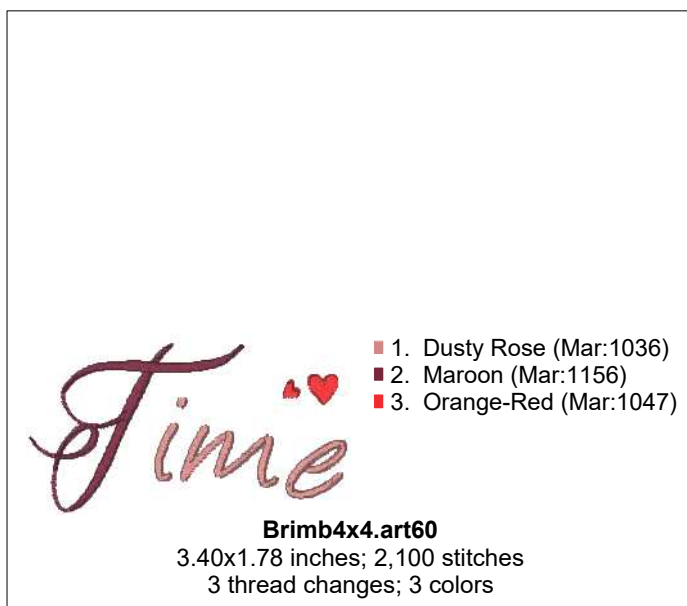 Time
1. Dusty Rose (Mar:1036)
2. Maroon (Mar:1156)
3. Orange-Red (Mar:1047)
Brimb4x4.art60
3.40x1.78 inches; 2,100 stitches
3 thread changes; 3 colors